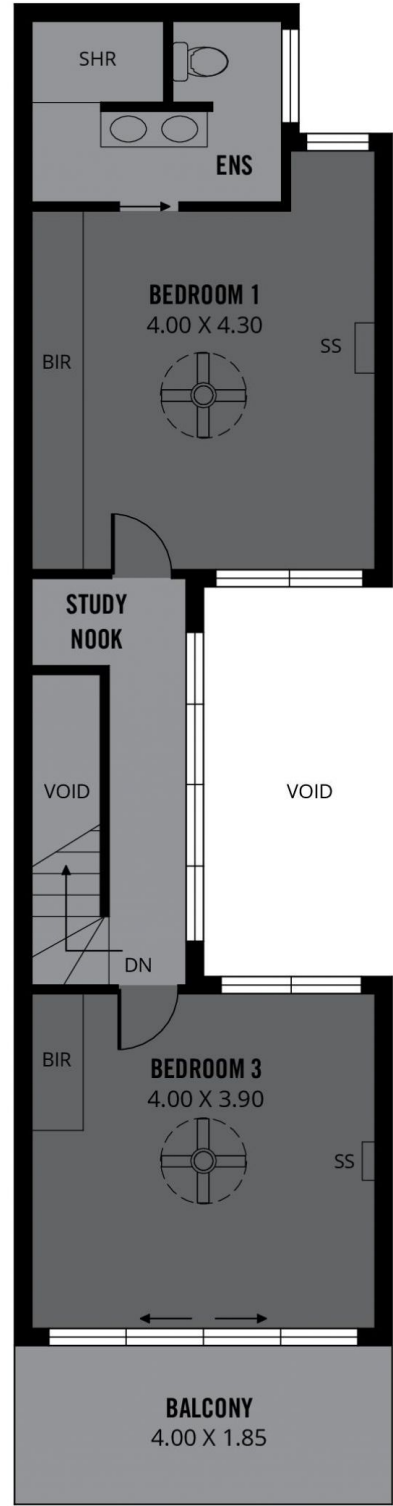 SHR
ENS
BEDROOM 1
4.00 X 4.30
SS
BIR
STUDY
NOOK
VOID
VOID
DN
BIR
BEDROOM 3
4.00 X 3.90
SS
BALCONY
4.00 X 1.85